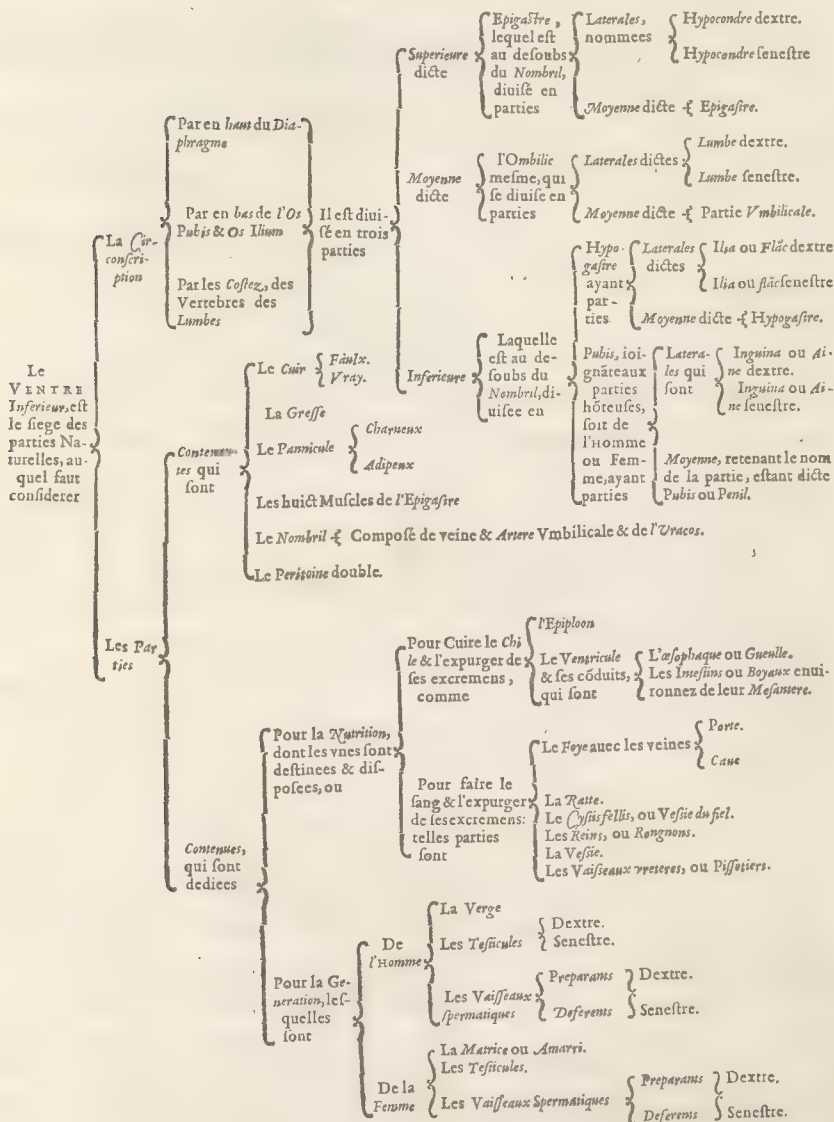 Le
VENTRE
Inferieur, est
le siege des
parties Na-
turelles, au-
quel faut
considerer
La Cir-
conscri-
ption
Par en haut du Dia-
phragme
Par en bas de l'Os
Pubis & Os Ilium
Par les Costez, des
Vertebres des
Lumbes
Il est diui-
sé en trois
parties
Superieure
dicte
Epigastre,
lequel est
au desoubs
du Nombril,
diuisé en
parties
Laterales,
nommees
Hypocondre dextre.
Hypocondre senestre
Moyenne dicte Epigastre.
Moyenne
dicte
l'Ombilic
mesme, qui
se diuise en
parties
Laterales dictes
Lumbe dextre.
Lumbe senestre.
Moyenne dicte Partie Vmbilicale.
Inferieure
Laquelle
est au de-
soubs du
Nombril, di-
uisee en
Hypo-
gastre
ayant
par-
ties
Laterales
dictes
Ilia ou Flãc dextre
Ilia ou flãc senestre
Moyenne dicte Hypogastre.
Pubis, ioi-
gnãt aux
parties
hõteuses,
soit de
l'HOMME
ou Fem-
me, ayant
parties
Latera-
les qui
sont
Inguina ou Ai-
ne dextre.
Inguina ou Ai-
ne senestre.
Moyenne, retenant le nom
de la partie, estant dicte
Pubis ou Penil.
Les Par-
ties
Contenan-
tes qui
sont
Le Cuir
Faulx.
Vray.
La Gresse
Le Pannicule
Charneux
Adipeux
Les huict Muscles de l'Epigastre
Le Nombril Composé de veine & Artere Vmbilicale & de l'Vracos.
Le Peritoine double.
Contenues,
qui sont
dediees
Pour la Nutrition,
dont les vnes sont
destinees & dis-
posees, ou
Pour Cuire le Chi-
le & l'expurger de
ses excremens,
comme
l'Epiploon
Le Ventricule
& ses cõduits,
qui sont
L'œsophaque ou Gueulle.
Les Intestins ou Boyaux enui-
ronnez de leur Mesantere.
Pour faire le
sang & l'expurger
de ses excremens:
telles parties
sont
Le Foye auec les veines
Porte.
Caue
La Ratte.
Le Cystis fellis, ou Vessie du fiel.
Les Reins, ou Rongnons.
La Vessie.
Les Vaisseaux vreteres, ou Pissotiers.
Pour la Ge-
neration, les-
quelles
sont
De
l'HOMME
La Verge
Les Testicules
Dextre.
Senestre.
Les Vaisseaux
spermatiques
Preparants
Deferents
Dextre.
Senestre.
De la
Femme
La Matrice ou Amarri.
Les Testicules.
Les Vaisseaux Spermatiques
Preparants
Deferents
Dextre.
Senestre.